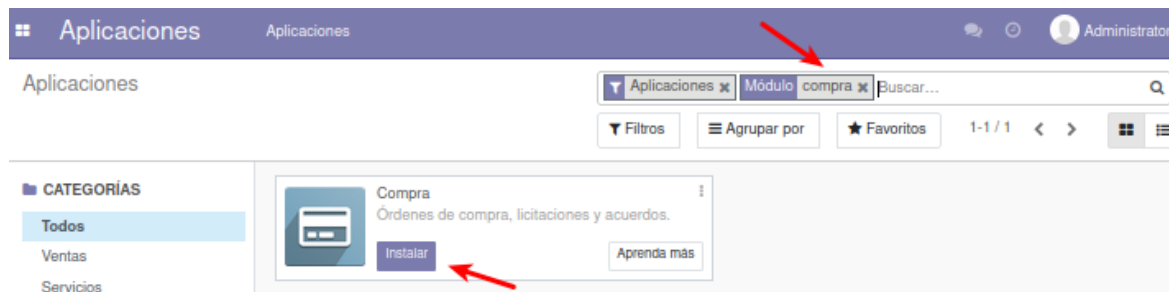 Aplicaciones Aplicaciones Administrator
Aplicaciones
Aplicaciones Módulo compra Buscar...
Filtros Agrupar por Favoritos 1-1 / 1
CATEGORÍAS
Todos
Ventas
Servicios
Compra
Órdenes de compra, licitaciones y acuerdos.
Instalar Aprenda más